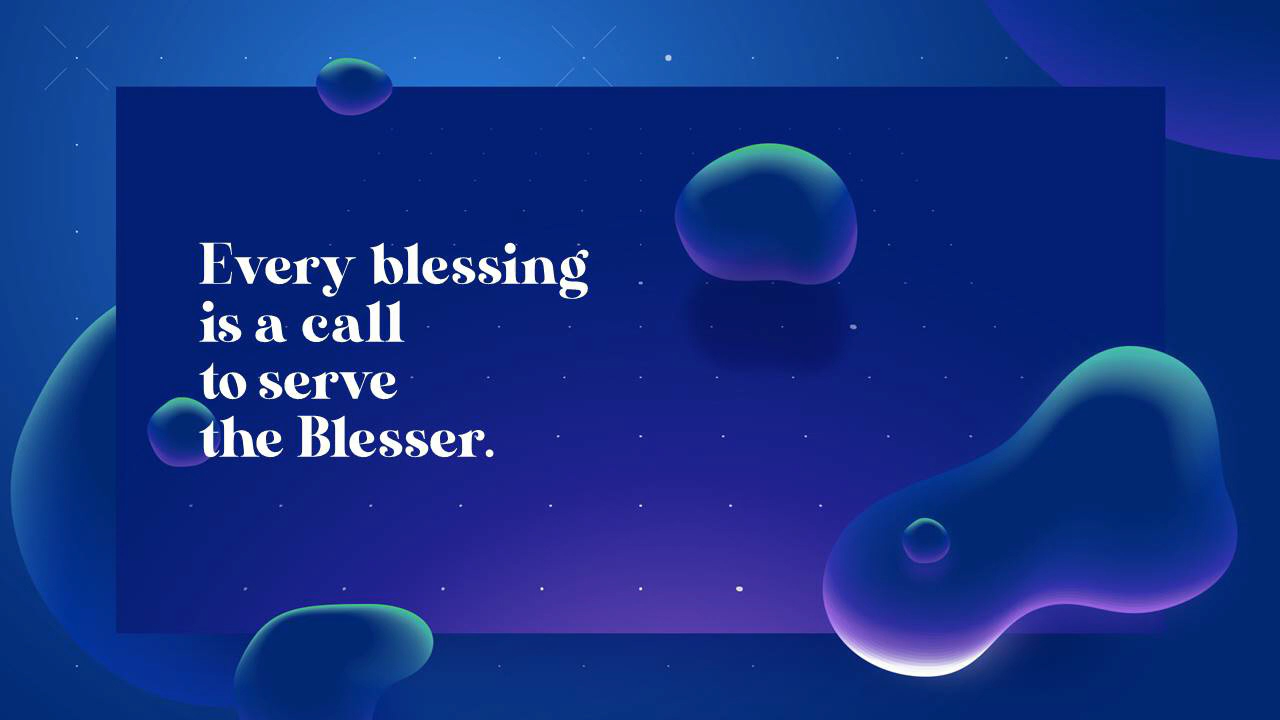 Every blessing
is a call
to serve
the Blesser.